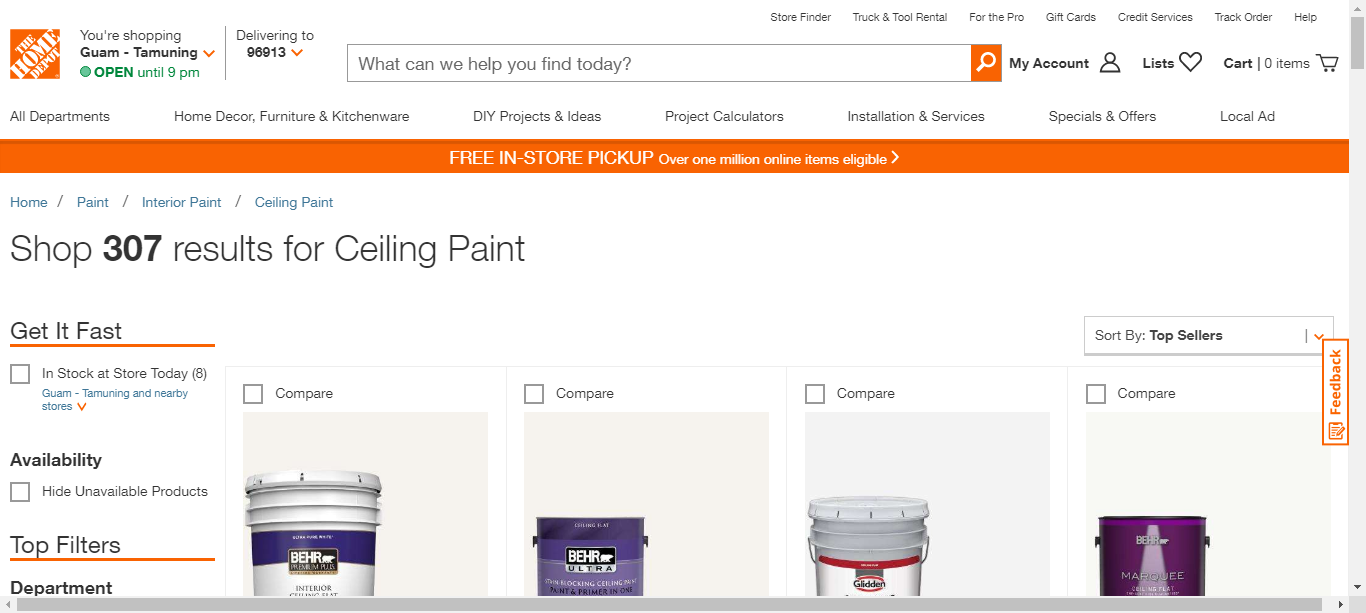 Store Finder
Truck & Tool Rental
For the Pro
Gift Cards
Credit Services
Track Order
Help
THE HOME DEPOT
You're shopping
Guam - Tamuning
OPEN until 9 pm
Delivering to
96913
What can we help you find today?
My Account
Lists
Cart | 0 items
All Departments
Home Decor, Furniture & Kitchenware
DIY Projects & Ideas
Project Calculators
Installation & Services
Specials & Offers
Local Ad
FREE IN-STORE PICKUP Over one million online items eligible
Home / Paint / Interior Paint / Ceiling Paint
Shop 307 results for Ceiling Paint
Get It Fast
In Stock at Store Today (8)
Guam - Tamuning and nearby
stores
Availability
Hide Unavailable Products
Top Filters
Department
Sort By: Top Sellers
Feedback
Compare
Compare
Compare
Compare
ULTRA PURE WHITE
BEHR
PREMIUM PLUS
INTERIOR
CEILING FLAT
CEILING FLAT
BEHR
ULTRA
STAIN-BLOCKING CEILING PAINT
PAINT & PRIMER IN ONE
Glidden
BEHR
MARQUEE
CEILING FLAT